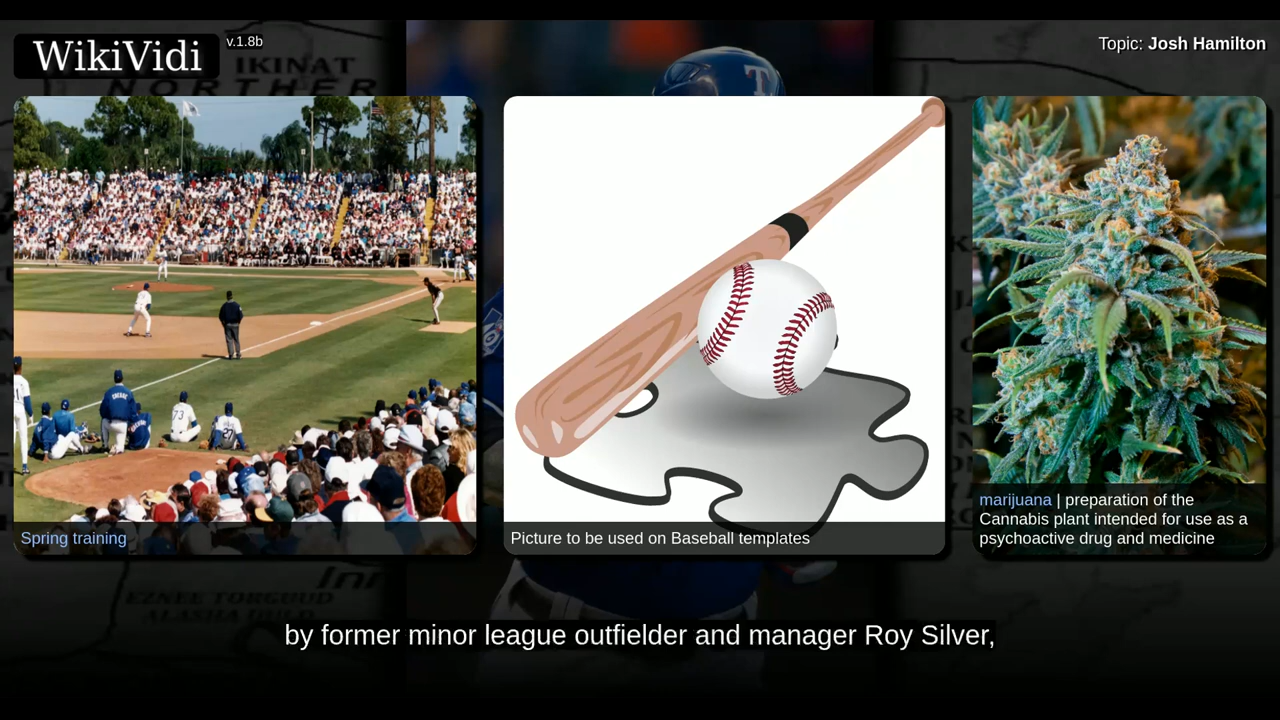 WikiVidi
v.1.8b
Topic: Josh Hamilton
IKINAT
NORTHER
T
Spring training
Picture to be used on Baseball templates
marijuana | preparation of the
Cannabis plant intended for use as a
psychoactive drug and medicine
by former minor league outfielder and manager Roy Silver,